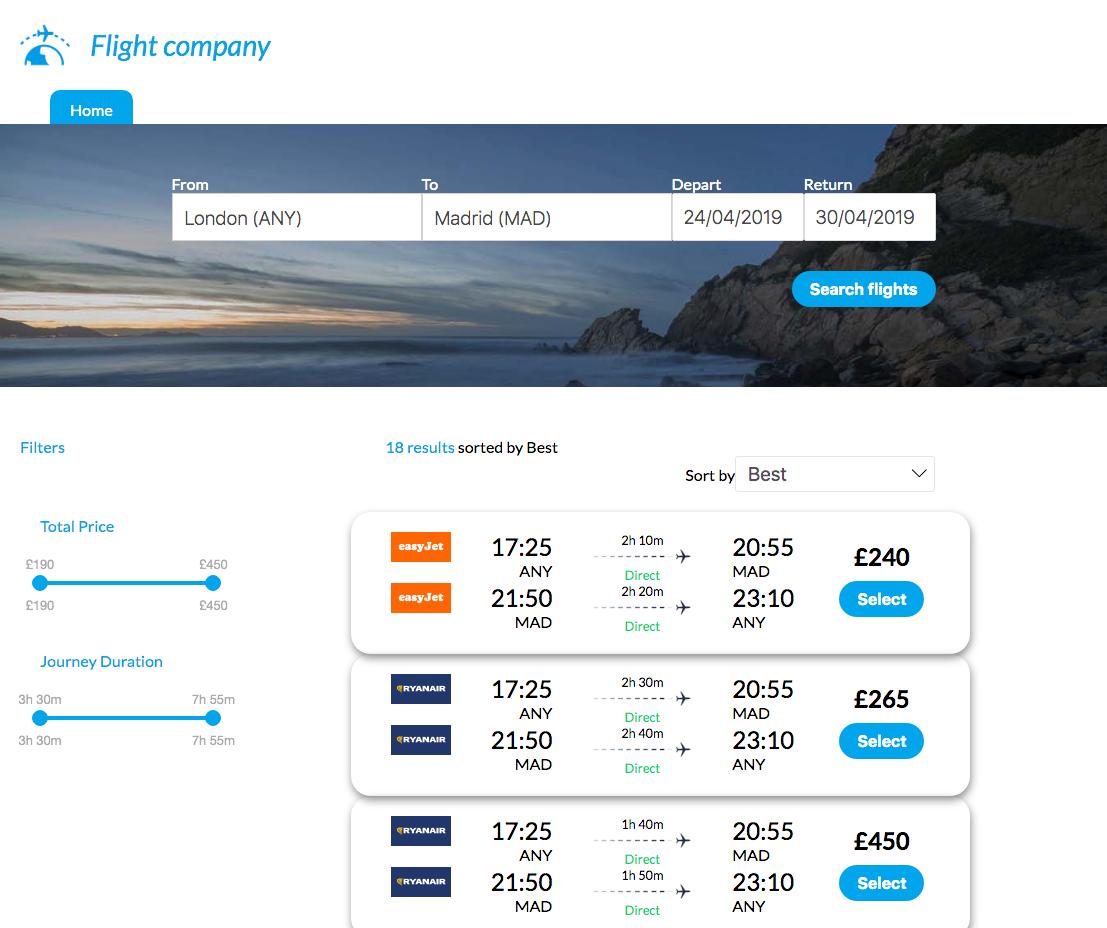 Flight company
Home
From To Depart Return
London (ANY) Madrid (MAD) 24/04/2019 30/04/2019
Search flights
Filters
18 results sorted by Best
Sort by Best
Total Price
£190 £450
£190 £450
Journey Duration
3h 30m 7h 55m
3h 30m 7h 55m
easyJet 17:25 2h 10m 20:55
ANY Direct MAD
easyJet 21:50 2h 20m 23:10
MAD Direct ANY
£240
Select
RYANAIR 17:25 2h 30m 20:55
ANY Direct MAD
RYANAIR 21:50 2h 40m 23:10
MAD Direct ANY
£265
Select
RYANAIR 17:25 1h 40m 20:55
ANY Direct MAD
RYANAIR 21:50 1h 50m 23:10
MAD Direct ANY
£450
Select